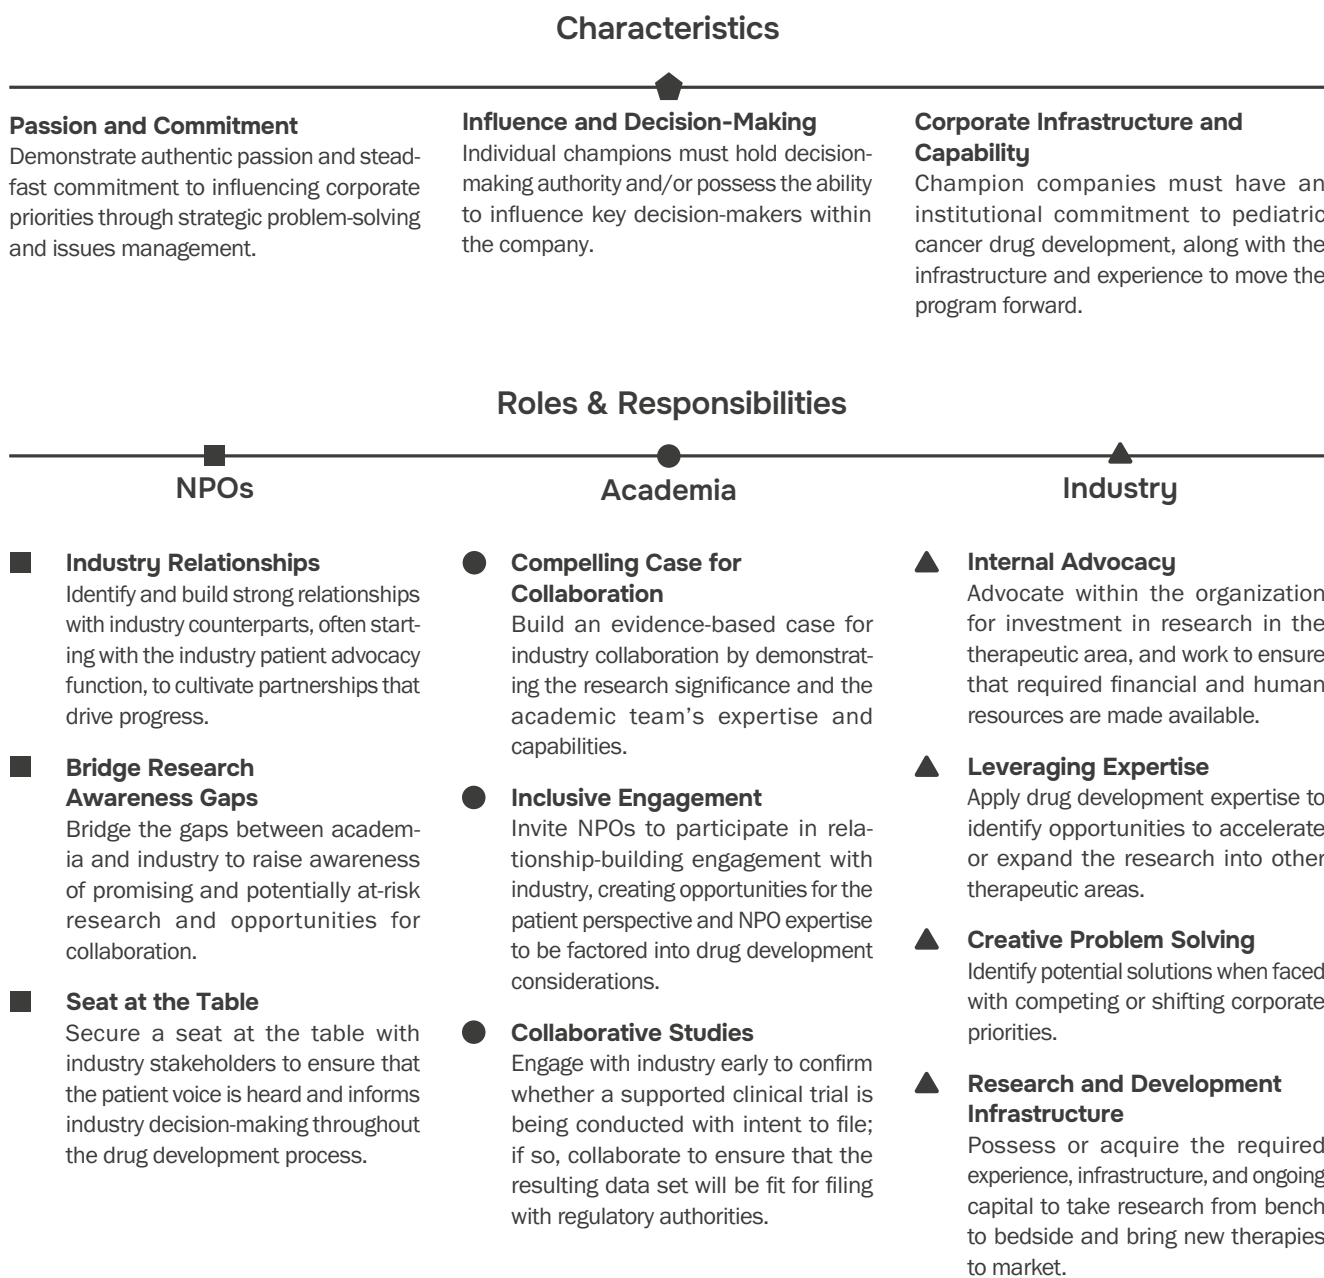 Characteristics
Passion and Commitment
Demonstrate authentic passion and stead-
fast commitment to influencing corporate
priorities through strategic problem-solving
and issues management.
Influence and Decision-Making
Individual champions must hold decision-
making authority and/or possess the ability
to influence key decision-makers within
the company.
Corporate Infrastructure and
Capability
Champion companies must have an
institutional commitment to pediatric
cancer drug development, along with the
infrastructure and experience to move the
program forward.
Roles & Responsibilities
NPOs
Industry Relationships
Identify and build strong relationships
with industry counterparts, often start-
ing with the industry patient advocacy
function, to cultivate partnerships that
drive progress.
Bridge Research
Awareness Gaps
Bridge the gaps between academ-
ia and industry to raise awareness
of promising and potentially at-risk
research and opportunities for
collaboration.
Seat at the Table
Secure a seat at the table with
industry stakeholders to ensure that
the patient voice is heard and informs
industry decision-making throughout
the drug development process.
Academia
Compelling Case for
Collaboration
Build an evidence-based case for
industry collaboration by demonstrat-
ing the research significance and the
academic team's expertise and
capabilities.
Inclusive Engagement
Invite NPOs to participate in rela-
tionship-building engagement with
industry, creating opportunities for the
patient perspective and NPO expertise
to be factored into drug development
considerations.
Collaborative Studies
Engage with industry early to confirm
whether a supported clinical trial is
being conducted with intent to file;
if so, collaborate to ensure that the
resulting data set will be fit for filing
with regulatory authorities.
Industry
Internal Advocacy
Advocate within the organization
for investment in research in the
therapeutic area, and work to ensure
that required financial and human
resources are made available.
Leveraging Expertise
Apply drug development expertise to
identify opportunities to accelerate
or expand the research into other
therapeutic areas.
Creative Problem Solving
Identify potential solutions when faced
with competing or shifting corporate
priorities.
Research and Development
Infrastructure
Possess or acquire the required
experience, infrastructure, and ongoing
capital to take research from bench
to bedside and bring new therapies
to market.